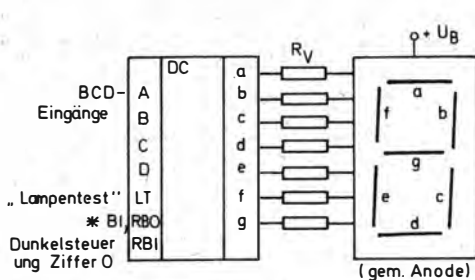 DC
a
R_V
+ U_B
BCD-
Eingänge
A
b
B
c
C
d
D
e
„Lampentest"
LT
f
* BI, RBO
g
Dunkelsteuer
ung Ziffer 0
RBI
a
f
b
g
e
c
d
(gem. Anode)